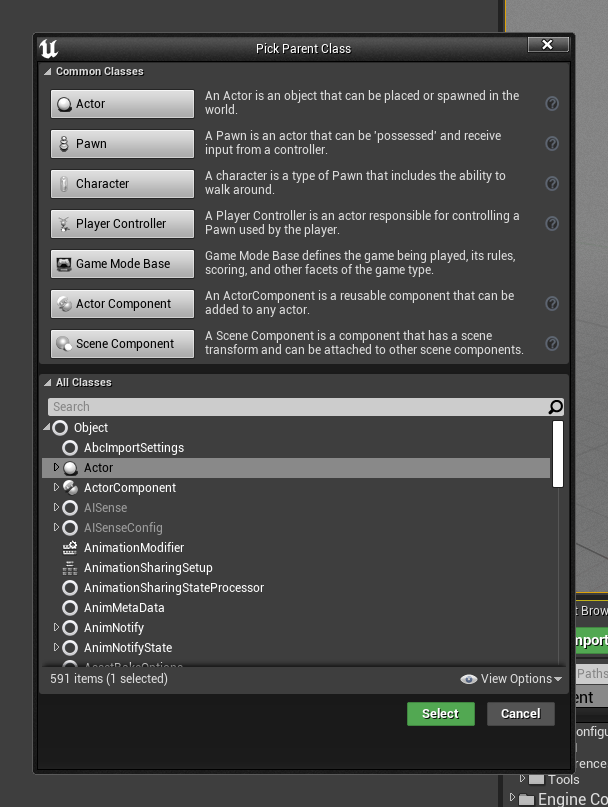 Pick Parent Class
Common Classes
Actor
An Actor is an object that can be placed or spawned in the
world.
Pawn
A Pawn is an actor that can be 'possessed' and receive
input from a controller.
Character
A character is a type of Pawn that includes the ability to
walk around.
Player Controller
A Player Controller is an actor responsible for controlling a
Pawn used by the player.
Game Mode Base
Game Mode Base defines the game being played, its rules,
scoring, and other facets of the game type.
Actor Component
An ActorComponent is a reusable component that can be
added to any actor.
Scene Component
A Scene Component is a component that has a scene
transform and can be attached to other scene components.
All Classes
Search
Object
AbcImportSettings
Actor
ActorComponent
AISense
AISenseConfig
AnimationModifier
AnimationSharingSetup
AnimationSharingStateProcessor
AnimMetaData
AnimNotify
AnimNotifyState
AssetBakeOptions
591 items (1 selected)
View Options
Select
Cancel
t Brow
mport
Paths
ent
onfigu
rence
Tools
Engine Co